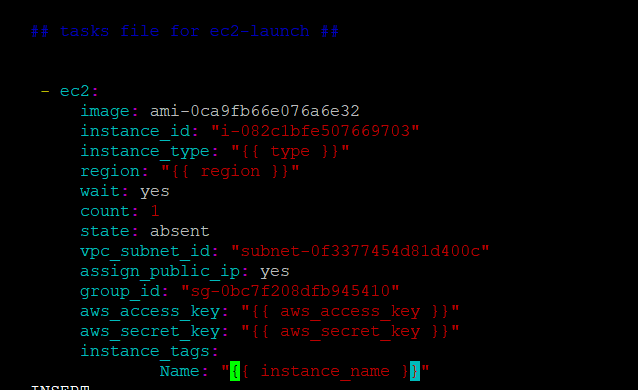 ## tasks file for ec2-launch ##
- ec2:
image: ami-0ca9fb66e076a6e32
instance_id: "i-082c1bfe507669703"
instance_type: "{{ type }}"
region: "{{ region }}"
wait: yes
count: 1
state: absent
vpc_subnet_id: "subnet-0f3377454d81d400c"
assign_public_ip: yes
group_id: "sg-0bc7f208dfb945410"
aws_access_key: "{{ aws_access_key }}"
aws_secret_key: "{{ aws_secret_key }}"
instance_tags:
Name: "{{ instance_name }}"
INSERT